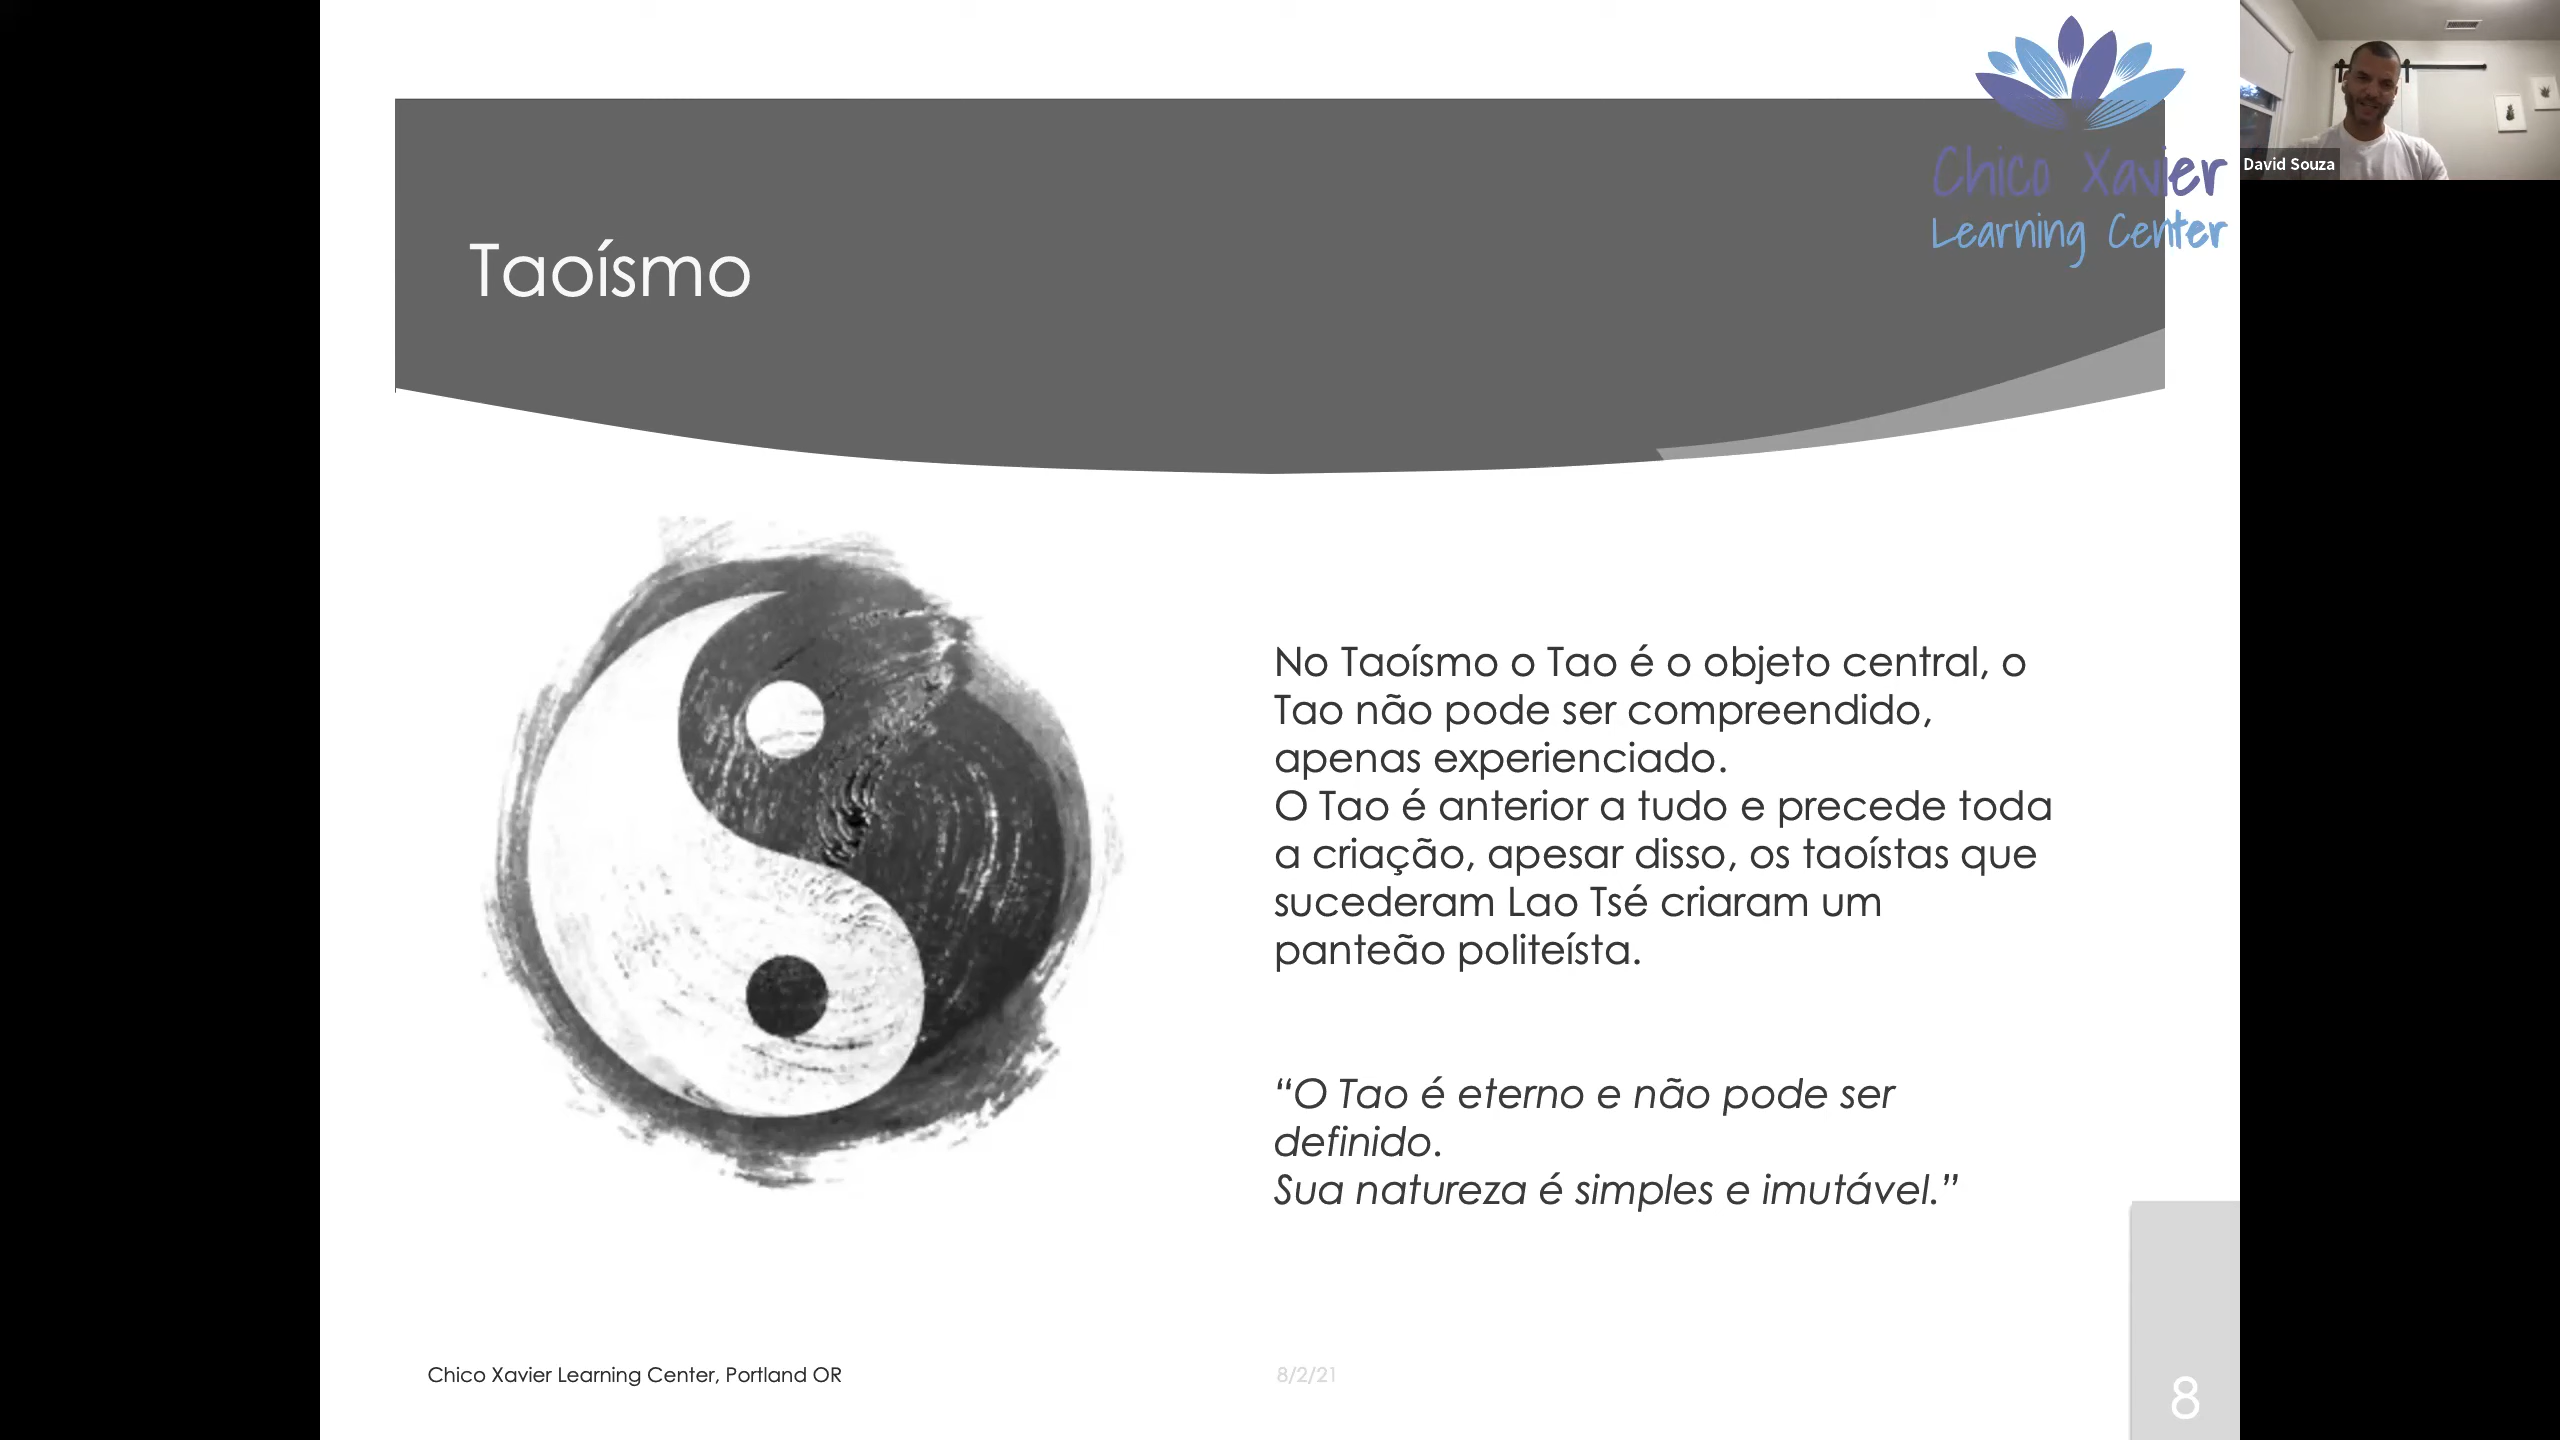 Chico Xavier
Learning Center
David Souza
Taoísmo
No Taoísmo o Tao é o objeto central, o
Tao não pode ser compreendido,
apenas experienciado.
O Tao é anterior a tudo e precede toda
a criação, apesar disso, os taoístas que
sucederam Lao Tsé criaram um
panteão politeísta.
“O Tao é eterno e não pode ser
definido.
Sua natureza é simples e imutável.”
Chico Xavier Learning Center, Portland OR
8/2/21
8